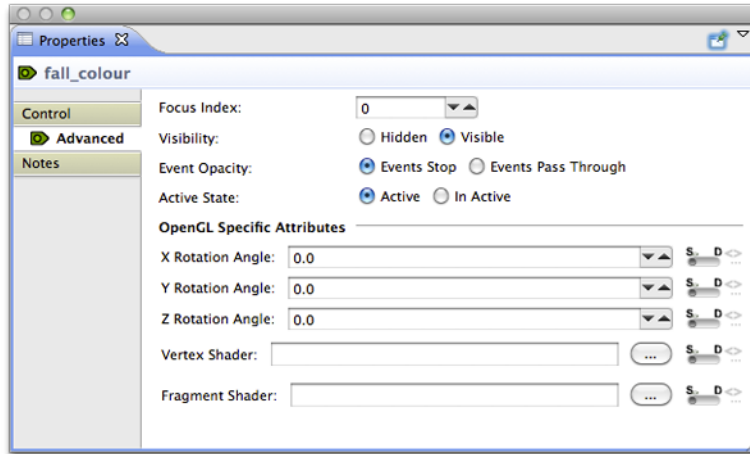 Properties
fall_colour
Control
Advanced
Notes
Focus Index: 0
Visibility: Hidden Visible
Event Opacity: Events Stop Events Pass Through
Active State: Active In Active
OpenGL Specific Attributes
X Rotation Angle: 0.0 S D
Y Rotation Angle: 0.0 S D
Z Rotation Angle: 0.0 S D
Vertex Shader: ... S D
Fragment Shader: ... S D